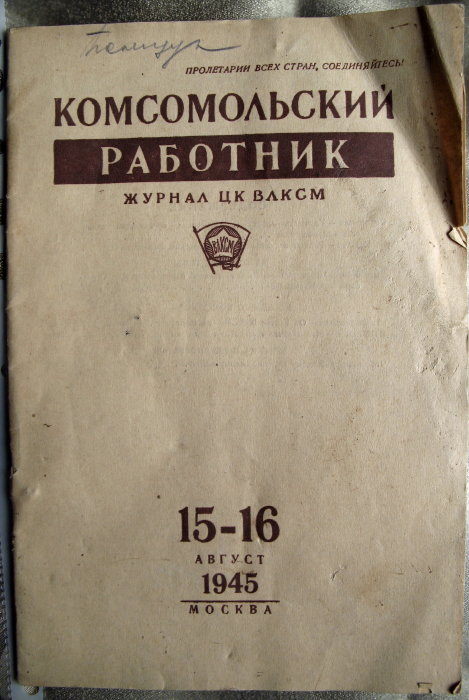 ПРОЛЕТАРИИ ВСЕХ СТРАН, СОЕДИНЯЙТЕСЬ!
КОМСОМОЛЬСКИЙ
РАБОТНИК
ЖУРНАЛ ЦК ВЛКСМ
ВЛКСМ
15-16
АВГУСТ
1945
МОСКВА